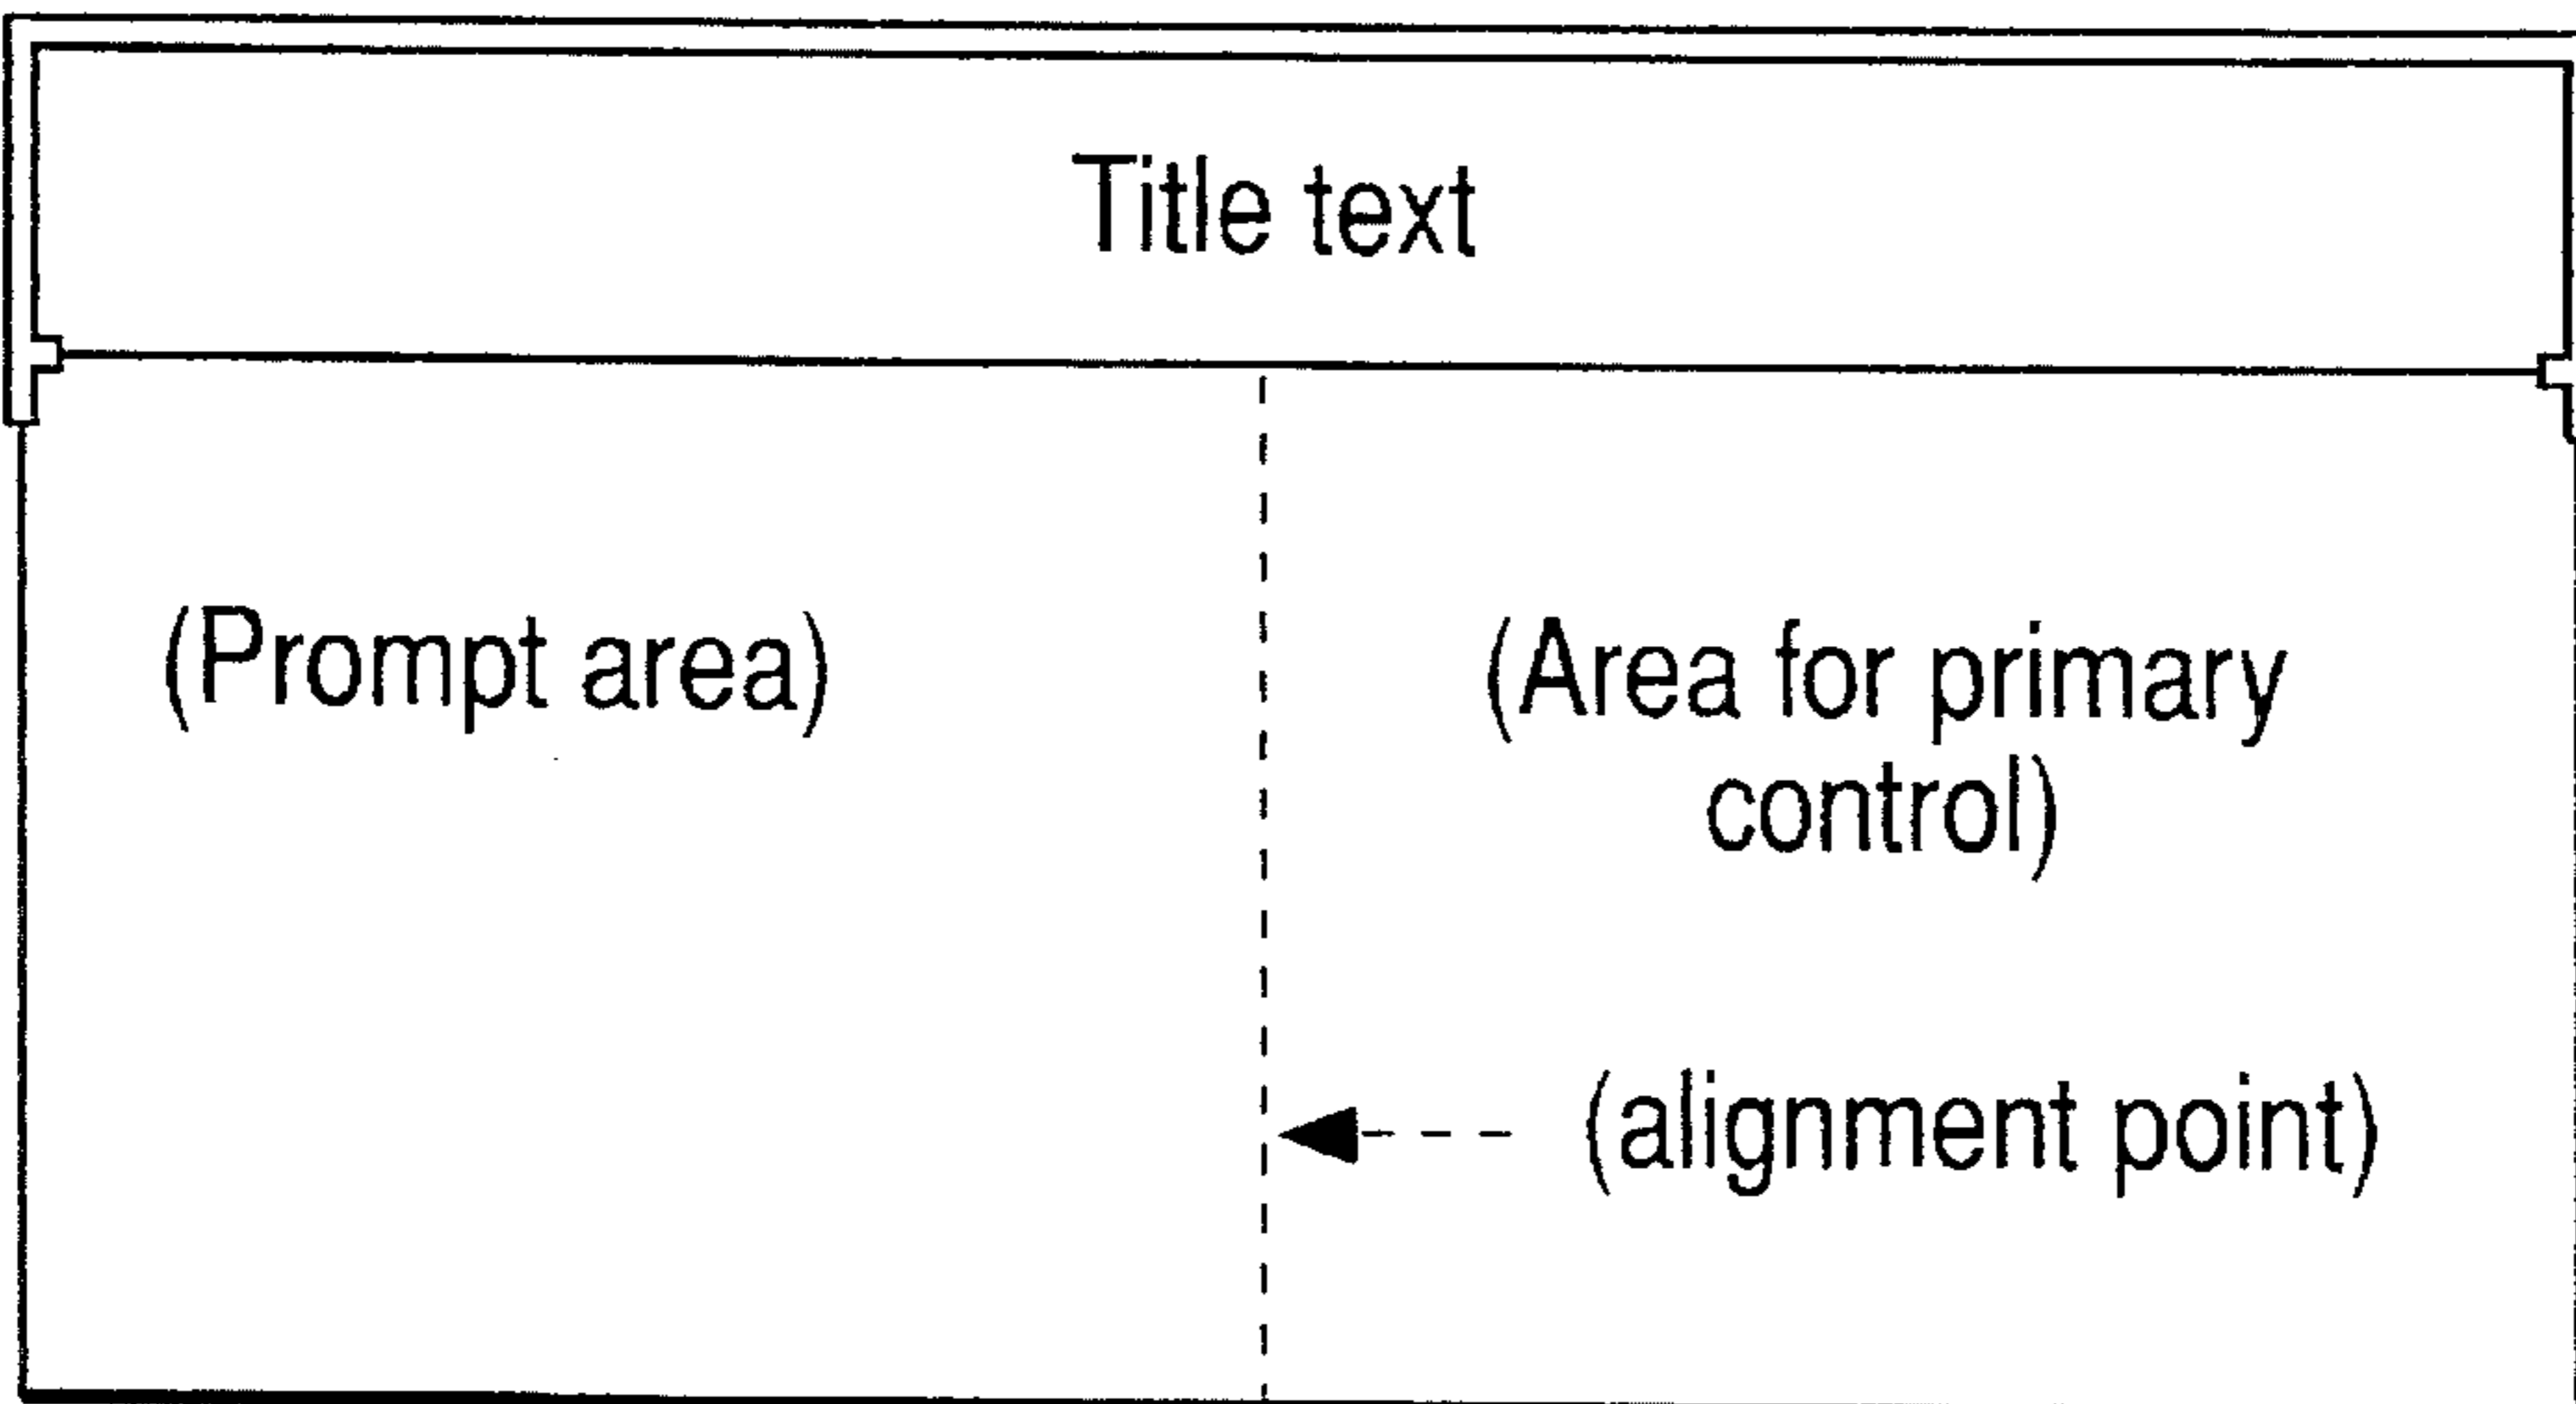 Title text
(Prompt area)
(Area for primary
control)
(alignment point)